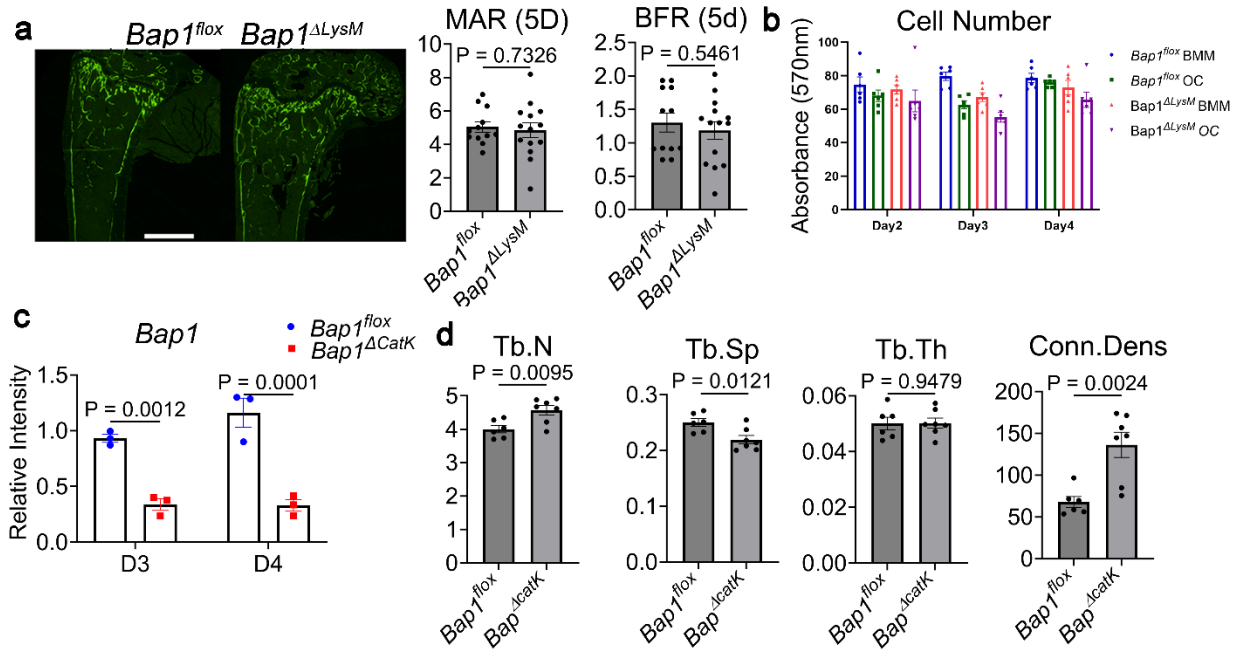 a
Bap1flox Bap1ΔLysM
MAR (5D)
P = 0.7326
10
8
6
4
2
0
Bap1flox
Bap1ΔLysM
BFR (5d)
P = 0.5461
2.5
2.0
1.5
1.0
0.5
0.0
Bap1flox
Bap1ΔLysM
b
Cell Number
Absorbance (570nm)
100
80
60
40
20
0
Day2
Day3
Day4
Bap1flox BMM
Bap1flox OC
Bap1ΔLysM BMM
Bap1ΔLysM OC
c
Bap1
Bap1flox
Bap1ΔCatK
Relative Intensity
1.5
1.0
0.5
0.0
P = 0.0012
P = 0.0001
D3
D4
d
Tb.N
P = 0.0095
5
4
3
2
1
0
Bap1flox
BapΔcatK
Tb.Sp
P = 0.0121
0.3
0.2
0.1
0.0
Bap1flox
BapΔcatK
Tb.Th
P = 0.9479
0.06
0.04
0.02
0.00
Bap1flox
BapΔcatK
Conn.Dens
P = 0.0024
200
150
100
50
0
Bap1flox
BapΔcatK